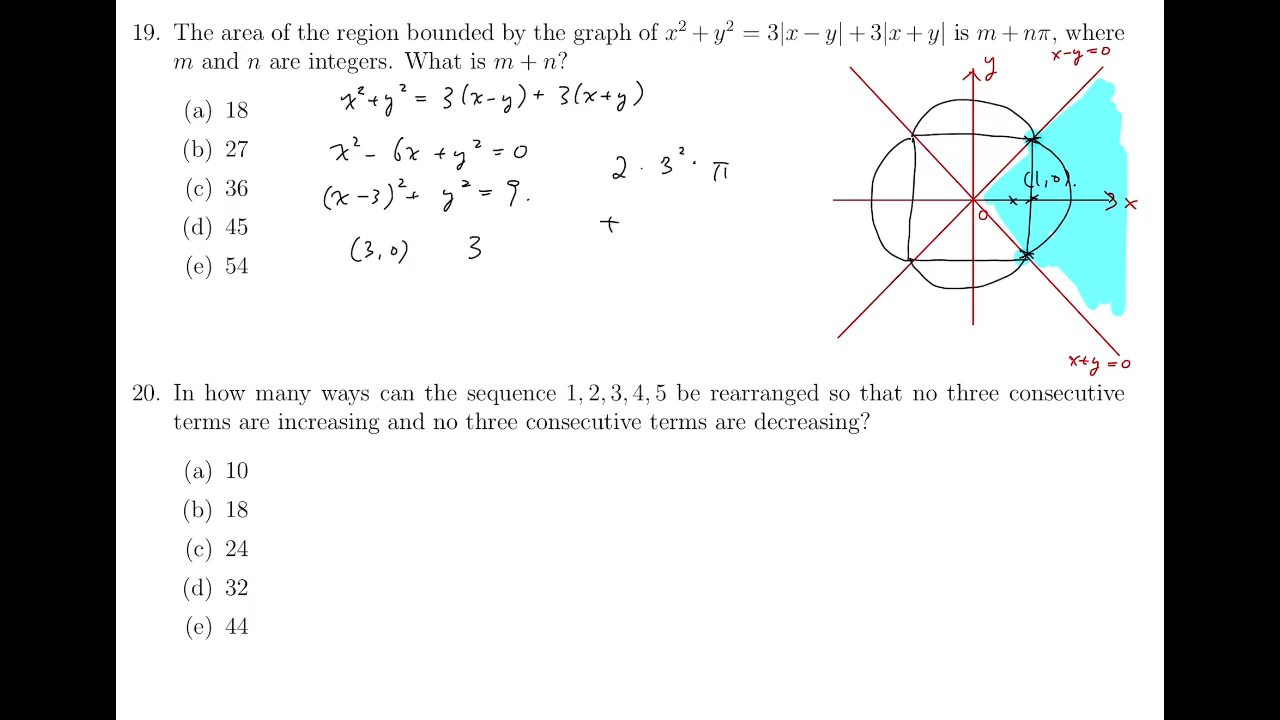 19. The area of the region bounded by the graph of x² + y² = 3|x − y| + 3|x + y| is m + nπ, where
m and n are integers. What is m + n?
(a) 18
(b) 27
(c) 36
(d) 45
(e) 54
x² + y² = 3(x-y) + 3(x+y)
x² - 6x + y² = 0
(x-3)² + y² = 9.
(3,0) 3
2 · 3² · π
+
y
x-y=0
(1,0).
x
0
x
x+y=0
20. In how many ways can the sequence 1, 2, 3, 4, 5 be rearranged so that no three consecutive
terms are increasing and no three consecutive terms are decreasing?
(a) 10
(b) 18
(c) 24
(d) 32
(e) 44